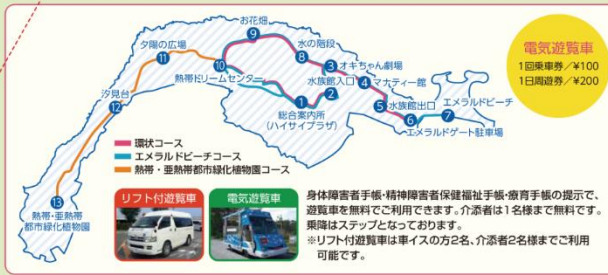 お花畑
9
夕陽の広場
11
水の階段
8
オキちゃん劇場
3
10
熱帯ドリームセンター
水族館入口
2
マナティー館
4
汐見台
12
1
総合案内所
(ハイサイプラザ)
5
水族館出口
エメラルドビーチ
6
7
エメラルドゲート駐車場
環状コース
エメラルドビーチコース
熱帯・亜熱帯都市緑化植物園コース
13
熱帯・亜熱帯
都市緑化植物園
電気遊覧車
1回乗車券/¥100
1日周遊券/¥200
リフト付遊覧車
電気遊覧車
身体障害者手帳・精神障害者保健福祉手帳・療育手帳の提示で、
遊覧車を無料でご利用できます。介添者は1名様まで無料です。
乗降はステップとなっております。
※リフト付遊覧車は車イスの方2名、介添者2名様までご利用
可能です。